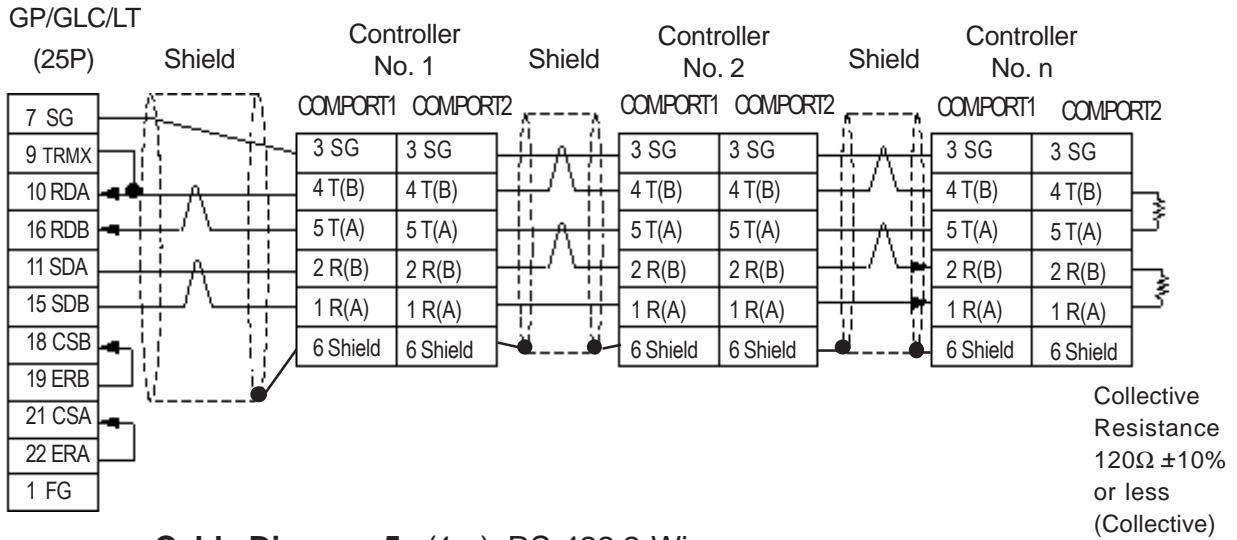 GP/GLC/LT
(25P)
Shield
Controller
No. 1
Shield
Controller
No. 2
Shield
Controller
No. n
COMPORT1 COMPORT2
COMPORT1 COMPORT2
COMPORT1 COMPORT2
7 SG
9 TRMX
10 RDA
16 RDB
11 SDA
15 SDB
18 CSB
19 ERB
21 CSA
22 ERA
1 FG
3 SG 3 SG
4 T(B) 4 T(B)
5 T(A) 5 T(A)
2 R(B) 2 R(B)
1 R(A) 1 R(A)
6 Shield 6 Shield
3 SG 3 SG
4 T(B) 4 T(B)
5 T(A) 5 T(A)
2 R(B) 2 R(B)
1 R(A) 1 R(A)
6 Shield 6 Shield
3 SG 3 SG
4 T(B) 4 T(B)
5 T(A) 5 T(A)
2 R(B) 2 R(B)
1 R(A) 1 R(A)
6 Shield 6 Shield
Collective
Resistance
120Ω ±10%
or less
(Collective)